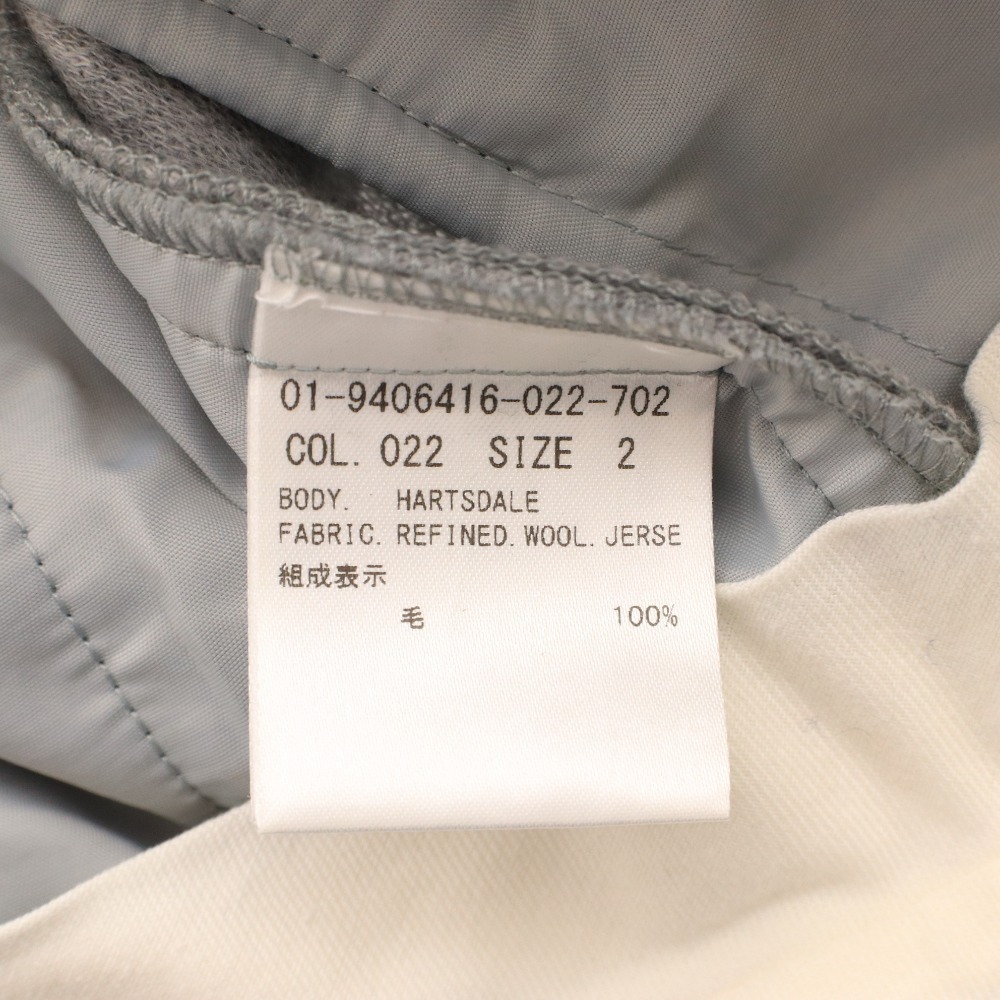 01-9406416-022-702
COL. 022 SIZE 2
BODY. HARTSDALE
FABRIC. REFINED. WOOL. JERSE
組成表示
毛 100%